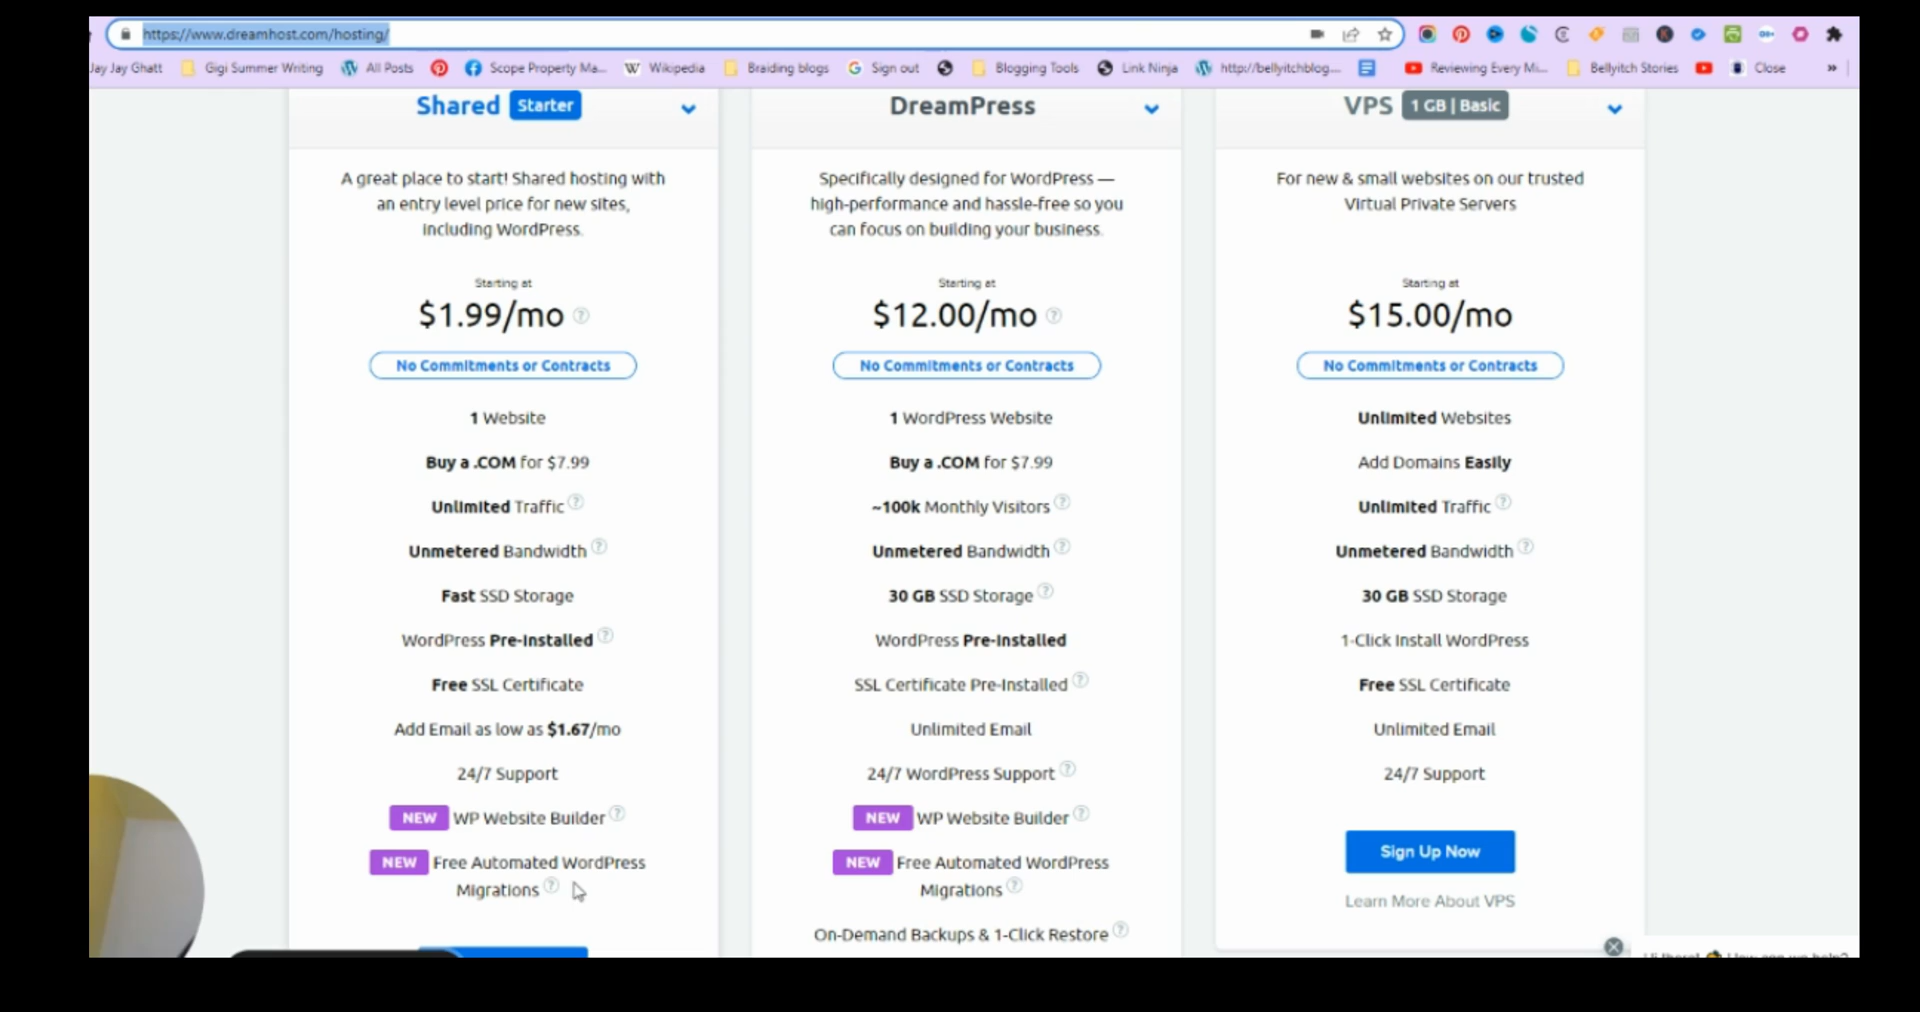 https://www.dreamhost.com/hosting/
Jay Jay Ghatt Gigi Summer Writing All Posts Scope Property Ma... Wikipedia Braiding blogs Sign out Blogging Tools Link Ninja http://bellyitchblog... Reviewing Every Mi... Bellyitch Stories Close »
Shared Starter
A great place to start! Shared hosting with
an entry level price for new sites,
including WordPress.
Starting at
$1.99/mo ?
No Commitments or Contracts
1 Website
Buy a .COM for $7.99
Unlimited Traffic ?
Unmetered Bandwidth ?
Fast SSD Storage
WordPress Pre-Installed ?
Free SSL Certificate
Add Email as low as $1.67/mo
24/7 Support
NEW WP Website Builder ?
NEW Free Automated WordPress
Migrations ?
DreamPress
Specifically designed for WordPress —
high-performance and hassle-free so you
can focus on building your business.
Starting at
$12.00/mo ?
No Commitments or Contracts
1 WordPress Website
Buy a .COM for $7.99
~100k Monthly Visitors ?
Unmetered Bandwidth ?
30 GB SSD Storage ?
WordPress Pre-Installed
SSL Certificate Pre-Installed ?
Unlimited Email
24/7 WordPress Support ?
NEW WP Website Builder ?
NEW Free Automated WordPress
Migrations ?
On-Demand Backups & 1-Click Restore ?
VPS 1 GB | Basic
For new & small websites on our trusted
Virtual Private Servers
Starting at
$15.00/mo
No Commitments or Contracts
Unlimited Websites
Add Domains Easily
Unlimited Traffic ?
Unmetered Bandwidth ?
30 GB SSD Storage
1-Click Install WordPress
Free SSL Certificate
Unlimited Email
24/7 Support
Sign Up Now
Learn More About VPS
Hi there! How can we help?